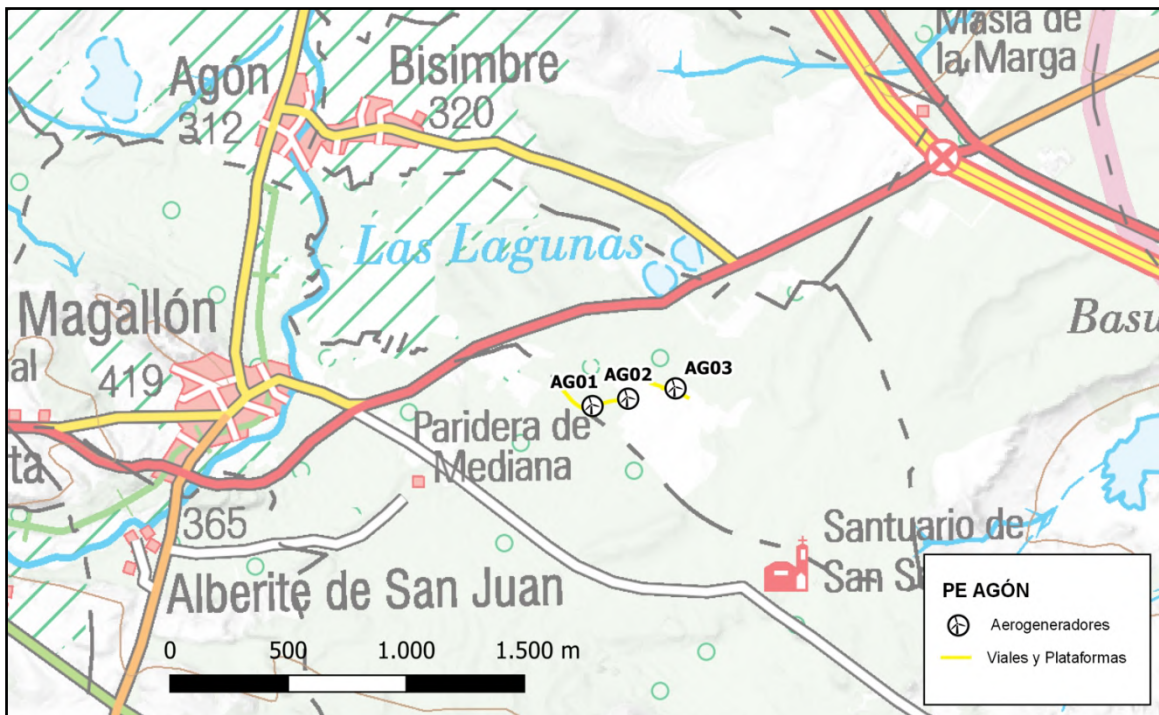 Masía de
la Marga
Agón
312
Bisimbre
320
Las Lagunas
Magallón
419
al
ta
Basu
AG01
AG02
AG03
Paridera de
Mediana
365
Alberite de San Juan
Santuario de
San S
0 500 1.000 1.500 m
PE AGÓN
Aerogeneradores
Viales y Plataformas